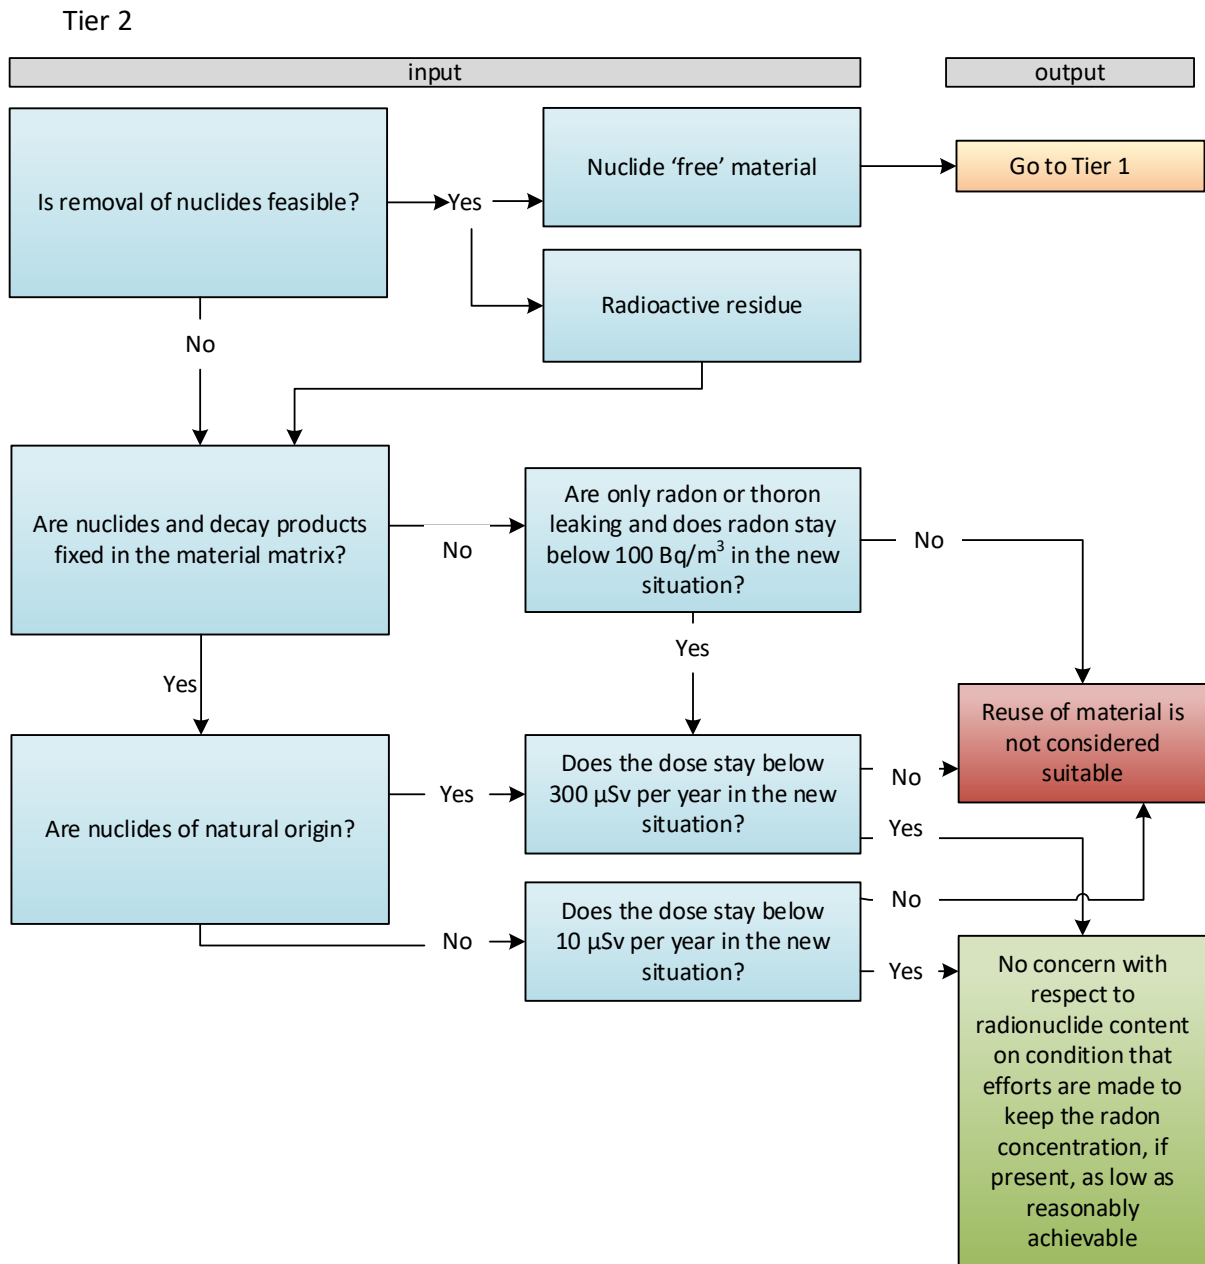 Tier 2
input
output
Is removal of nuclides feasible?
Yes
Nuclide ‘free’ material
Go to Tier 1
Radioactive residue
No
Are nuclides and decay products
fixed in the material matrix?
No
Are only radon or thoron
leaking and does radon stay
below 100 Bq/m³ in the new
situation?
No
Yes
Yes
Reuse of material is
not considered
suitable
Are nuclides of natural origin?
Yes
Does the dose stay below
300 µSv per year in the new
situation?
No
Yes
No
Does the dose stay below
10 µSv per year in the new
situation?
No
Yes
No concern with
respect to
radionuclide content
on condition that
efforts are made to
keep the radon
concentration, if
present, as low as
reasonably
achievable